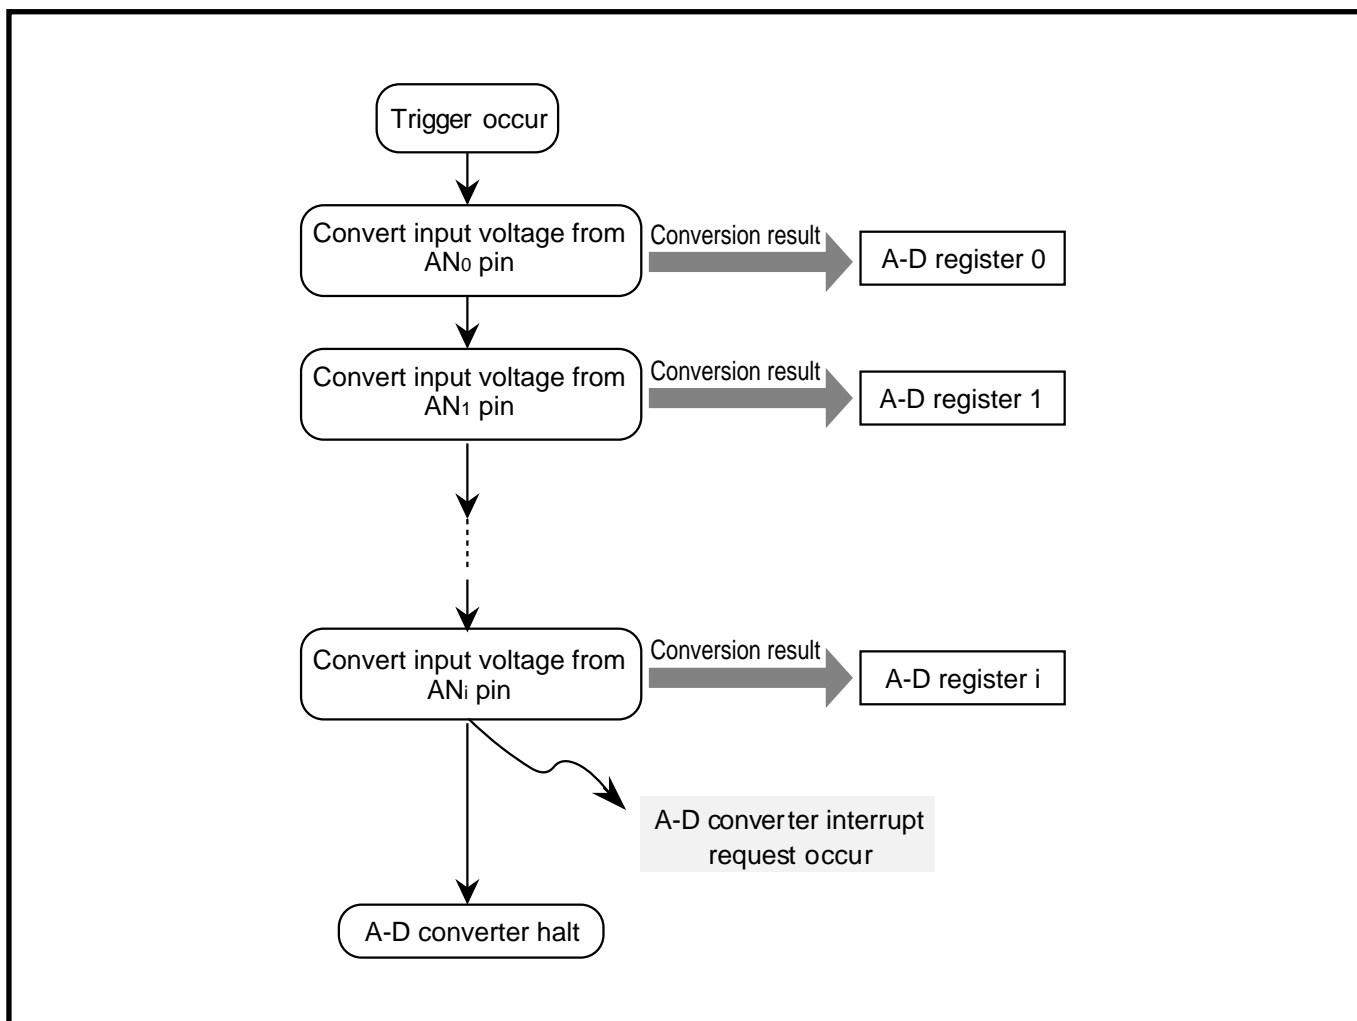 Trigger occur
Convert input voltage from
AN0 pin
Conversion result
A-D register 0
Convert input voltage from
AN1 pin
Conversion result
A-D register 1
Convert input voltage from
ANi pin
Conversion result
A-D register i
A-D converter interrupt
request occur
A-D converter halt